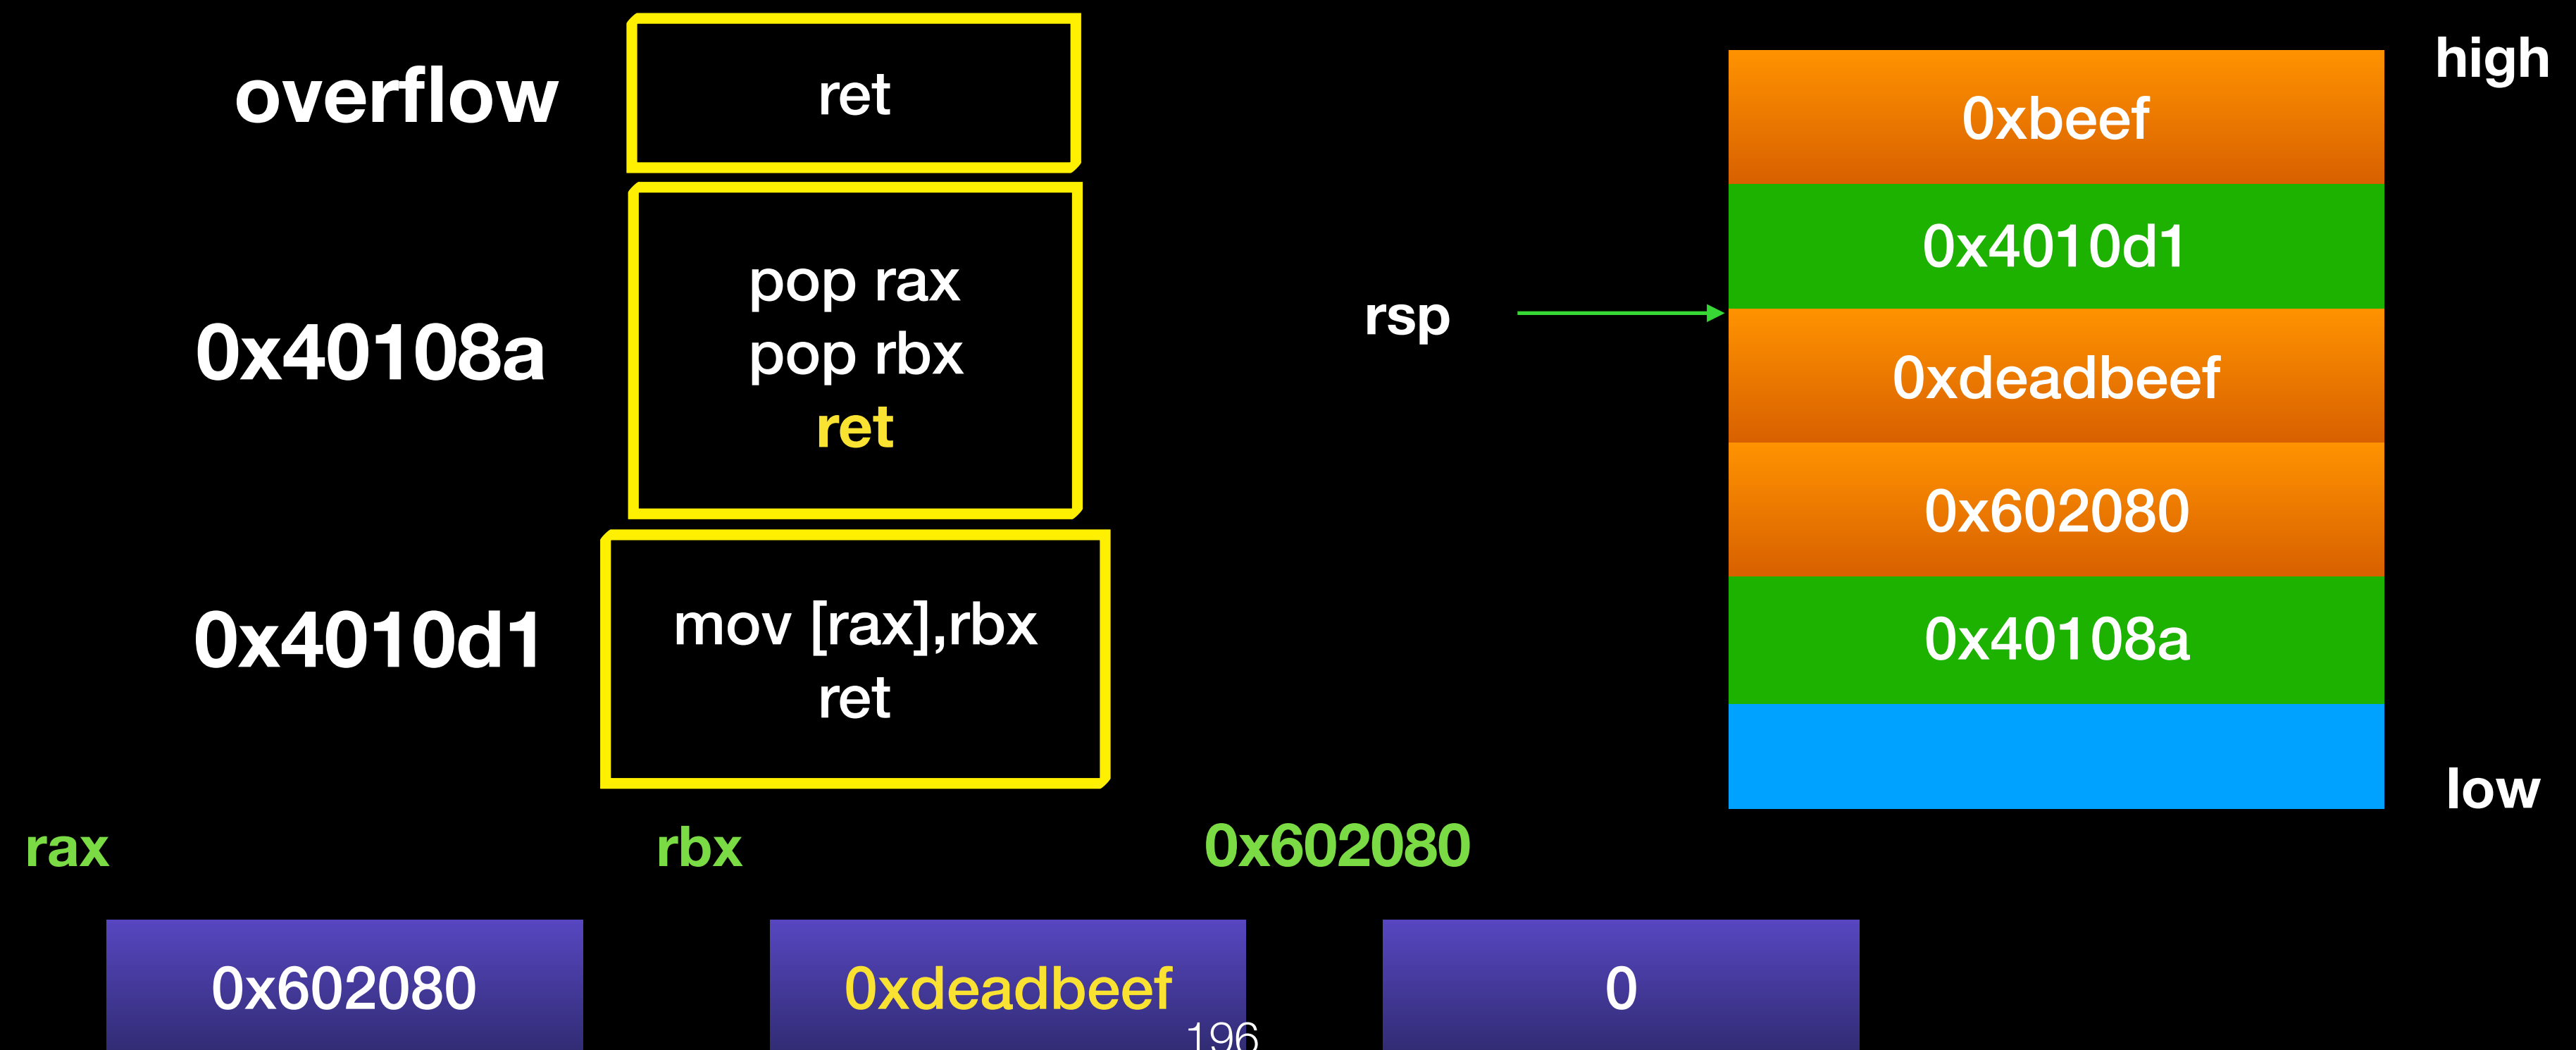 overflow
ret
0x40108a
pop rax
pop rbx
ret
0x4010d1
mov [rax],rbx
ret
rsp
high
0xbeef
0x4010d1
0xdeadbeef
0x602080
0x40108a
low
rax
0x602080
rbx
0xdeadbeef
0x602080
0
196